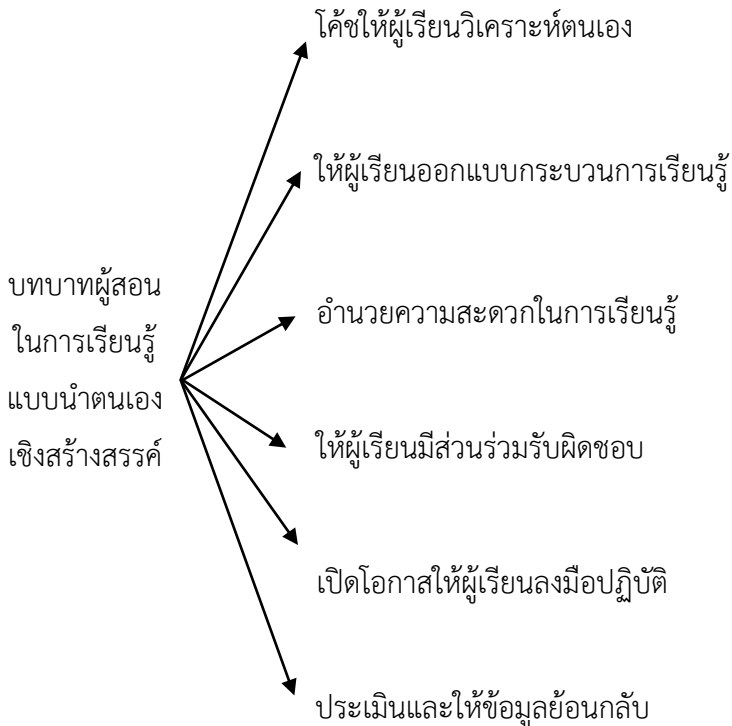 บทบาทผู้สอน
ในการเรียนรู้
แบบนำตนเอง
เชิงสร้างสรรค์
โค้ชให้ผู้เรียนวิเคราะห์ตนเอง
ให้ผู้เรียนออกแบบกระบวนการเรียนรู้
อำนวยความสะดวกในการเรียนรู้
ให้ผู้เรียนมีส่วนร่วมรับผิดชอบ
เปิดโอกาสให้ผู้เรียนลงมือปฏิบัติ
ประเมินและให้ข้อมูลย้อนกลับ